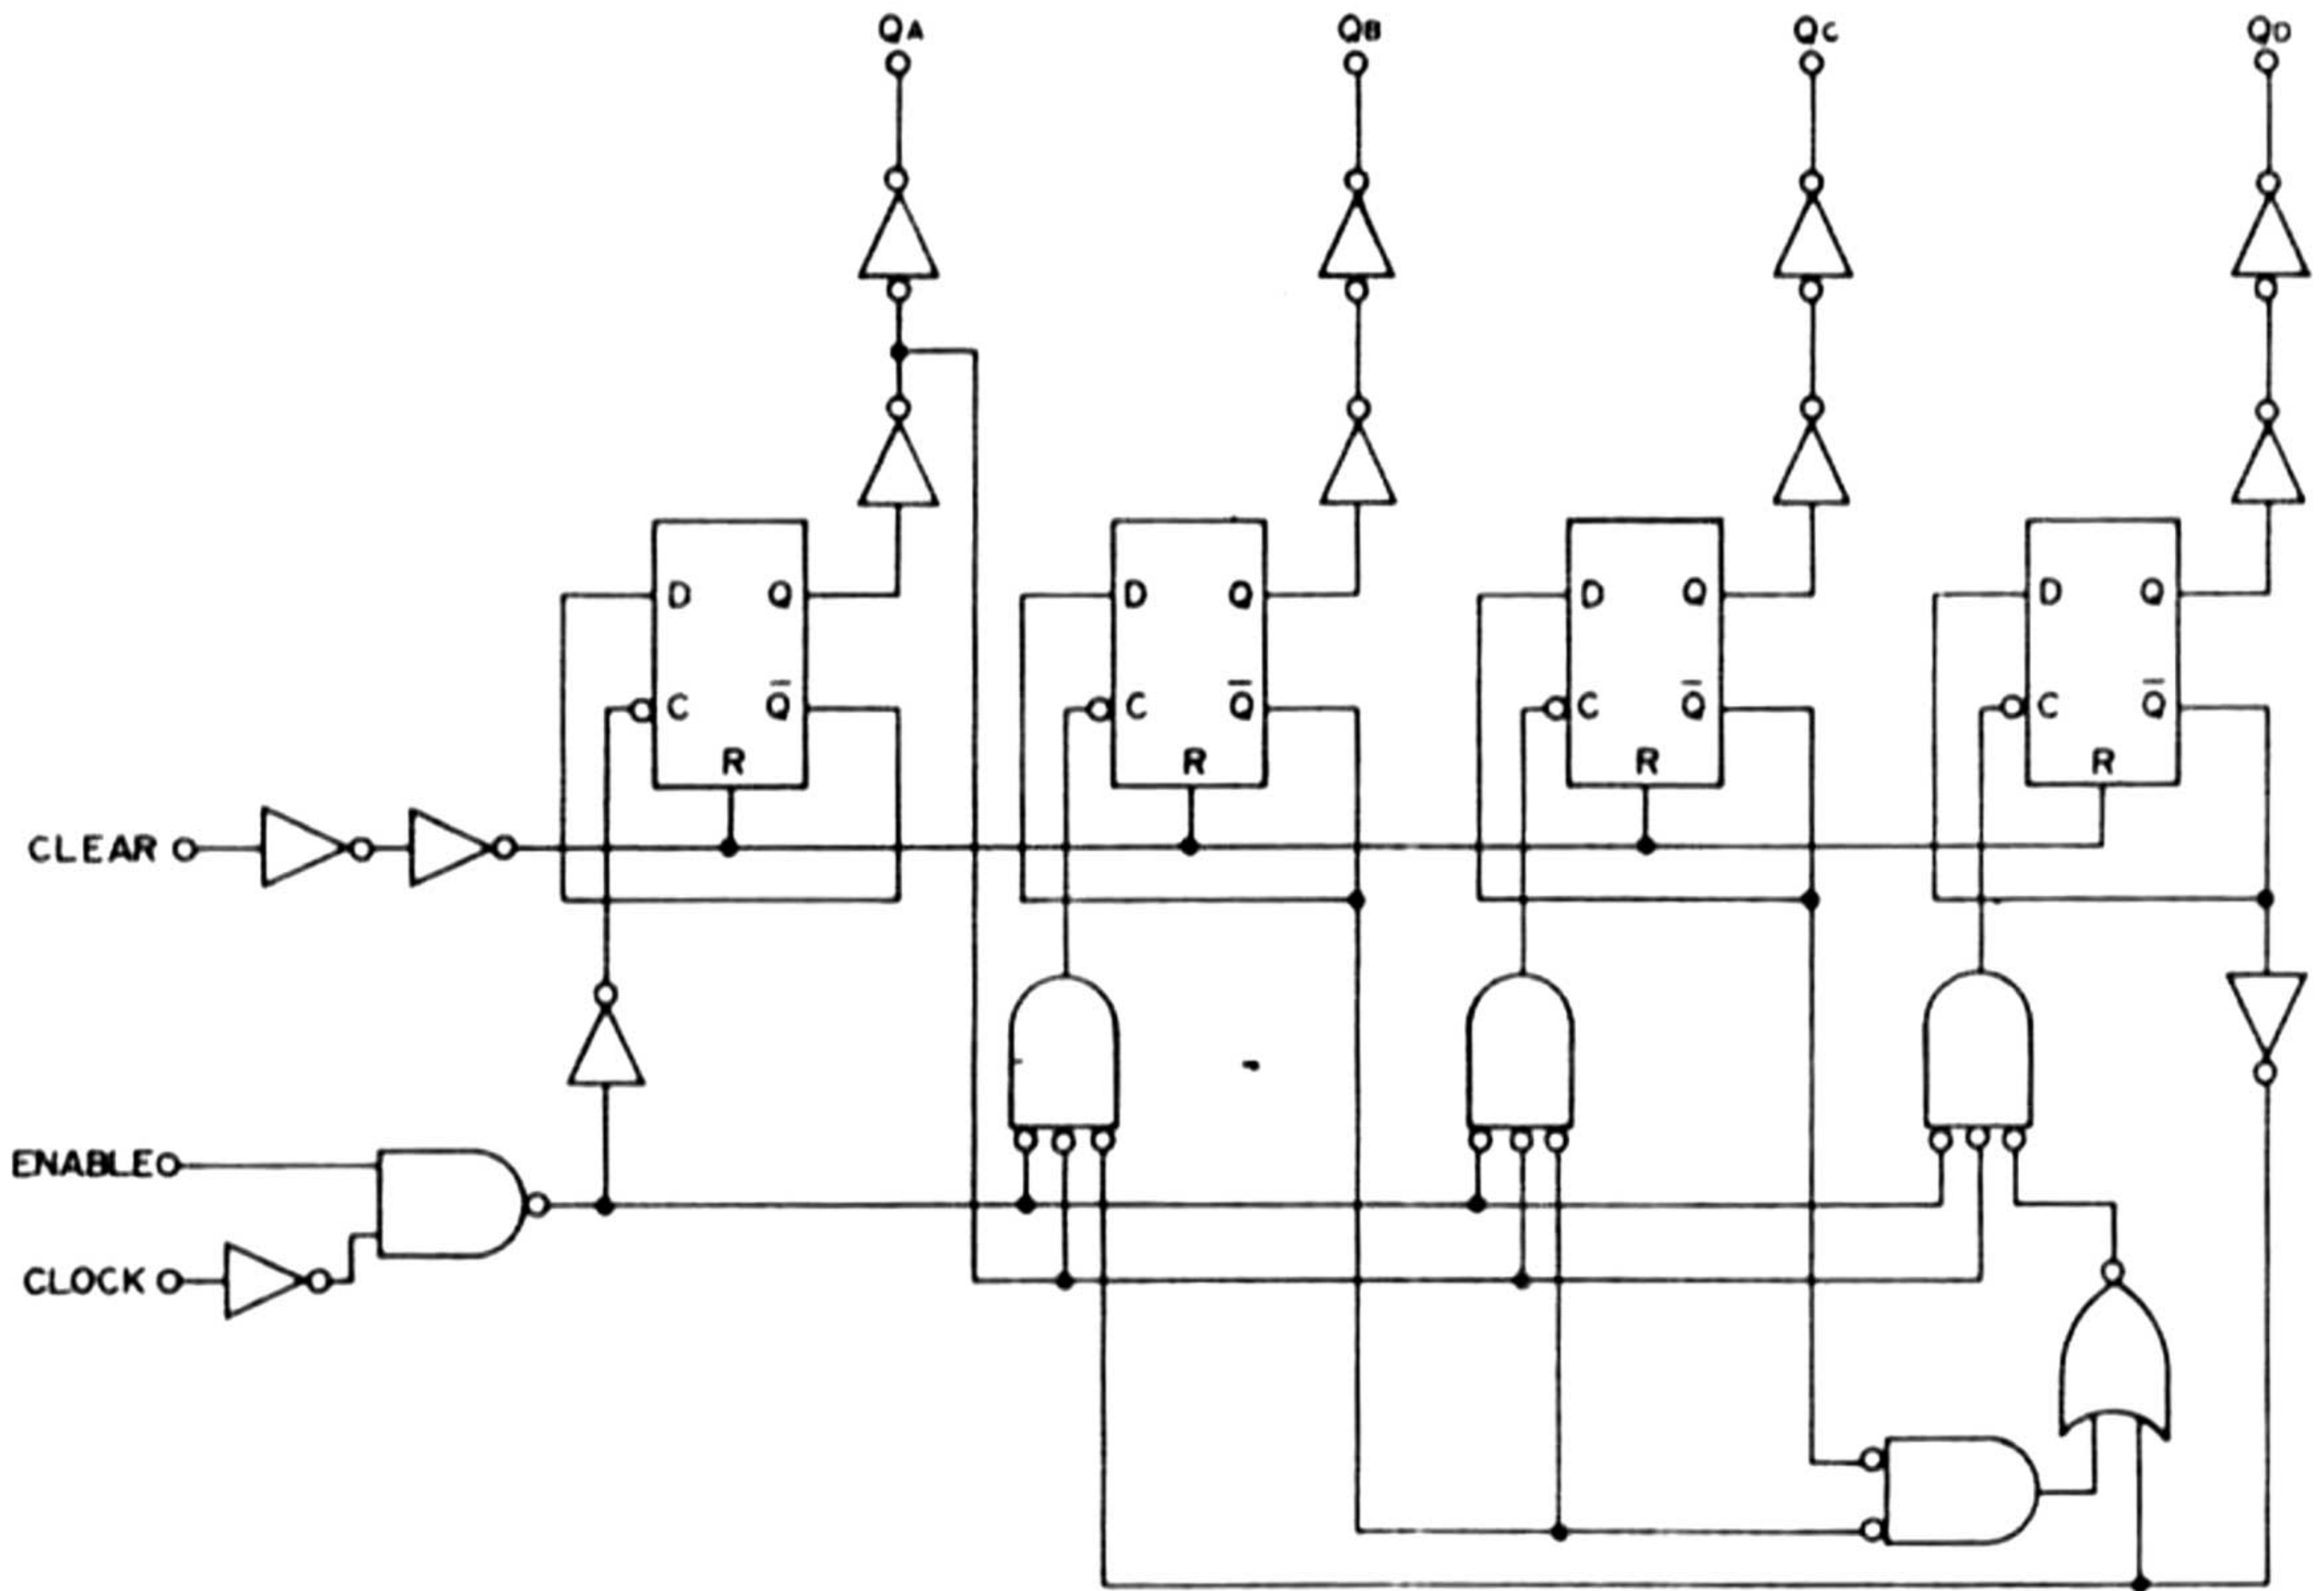 QA QB QC QD
D Q D Q D Q D Q
C Q̅ C Q̅ C Q̅ C Q̅
R R R R
CLEAR
ENABLE
CLOCK